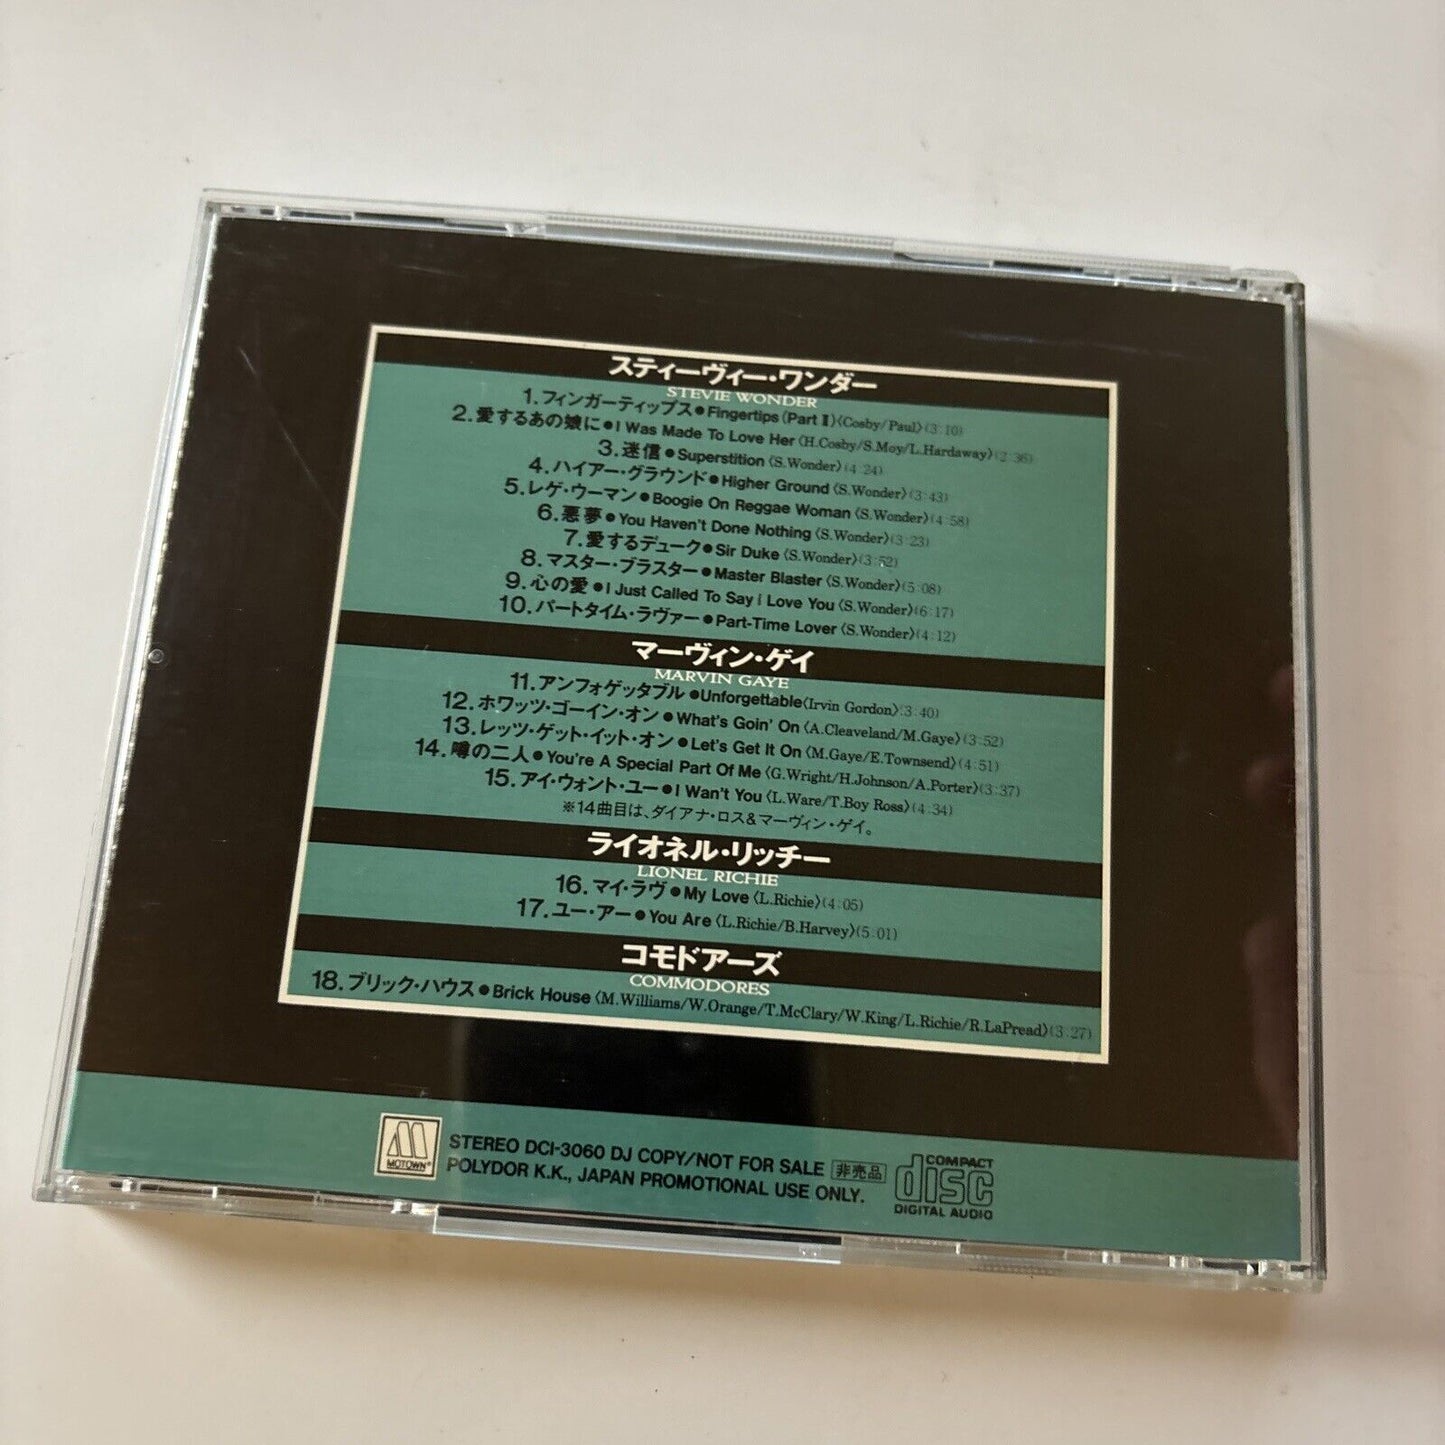 スティーヴィー・ワンダー
STEVIE WONDER
1.フィンガーティップス●Fingertips(Part Ⅱ)〈Cosby/Paul〉(3:10)
2.愛するあの娘に●I Was Made To Love Her〈H.Cosby/S.Moy/L.Hardaway〉(2:36)
3.迷信●Superstition〈S.Wonder〉(4:24)
4.ハイアー・グラウンド●Higher Ground〈S.Wonder〉(3:43)
5.レゲ・ウーマン●Boogie On Reggae Woman〈S.Wonder〉(4:58)
6.悪夢●You Haven't Done Nothing〈S.Wonder〉(3:23)
7.愛するデューク●Sir Duke〈S.Wonder〉(3:52)
8.マスター・ブラスター●Master Blaster〈S.Wonder〉(5:08)
9.心の愛●I Just Called To Say I Love You〈S.Wonder〉(6:17)
10.パートタイム・ラヴァー●Part-Time Lover〈S.Wonder〉(4:12)
マーヴィン・ゲイ
MARVIN GAYE
11.アンフォゲッタブル●Unforgettable〈Irvin Gordon〉(3:40)
12.ホワッツ・ゴーイン・オン●What's Goin' On〈A.Cleaveland/M.Gaye〉(3:52)
13.レッツ・ゲット・イット・オン●Let's Get It On〈M.Gaye/E.Townsend〉(4:51)
14.噂の二人●You're A Special Part Of Me〈G.Wright/H.Johnson/A.Porter〉(3:37)
15.アイ・ウォント・ユー●I Wan't You〈L.Ware/T.Boy Ross〉(4:34)
※14曲目は、ダイアナ・ロス&マーヴィン・ゲイ。
ライオネル・リッチー
LIONEL RICHIE
16.マイ・ラヴ●My Love〈L.Richie〉(4:05)
17.ユー・アー●You Are〈L.Richie/B.Harvey〉(5:01)
コモドアーズ
COMMODORES
18.ブリック・ハウス●Brick House〈M.Williams/W.Orange/T.McClary/W.King/L.Richie/R.LaPread〉(3:27)
MOTOWN®
STEREO DCI-3060 DJ COPY/NOT FOR SALE 非売品
POLYDOR K.K., JAPAN PROMOTIONAL USE ONLY.
COMPACT
disc
DIGITAL AUDIO